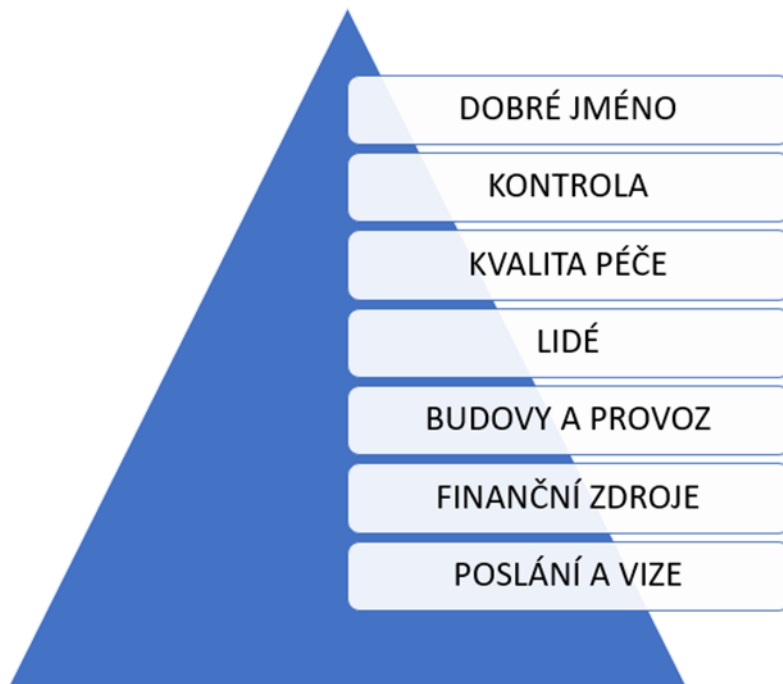 DOBRÉ JMÉNO
KONTROLA
KVALITA PÉČE
LIDÉ
BUDOVY A PROVOZ
FINANČNÍ ZDROJE
POSLÁNÍ A VIZE